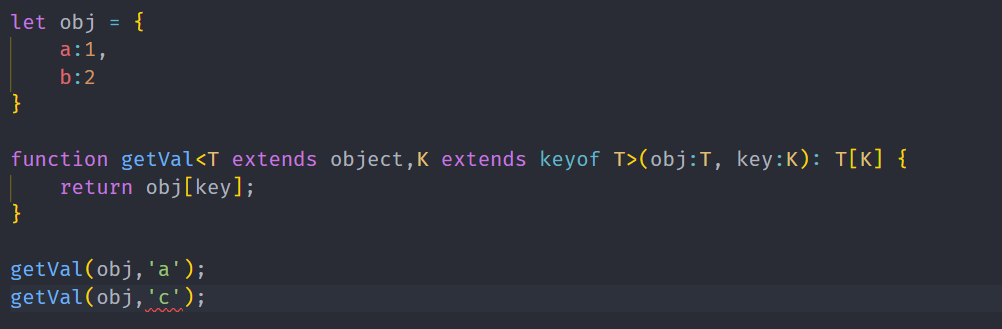 let obj = {
    a:1,
    b:2
}
function getVal<T extends object,K extends keyof T>(obj:T, key:K): T[K] {
    return obj[key];
}
getVal(obj,'a');
getVal(obj,'c');